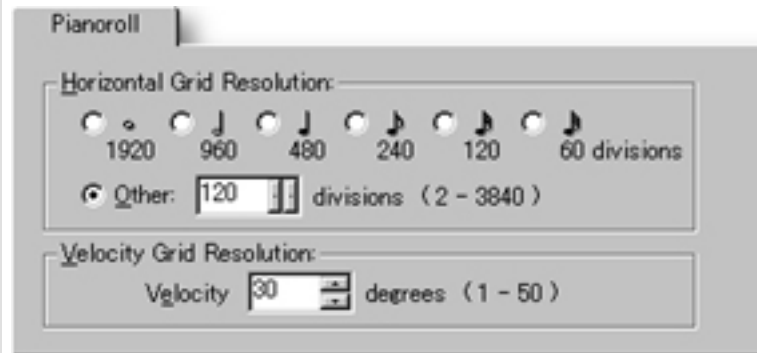 Pianoroll
Horizontal Grid Resolution:
1920 960 480 240 120 60 divisions
Other: 120 divisions (2 - 3840)
Velocity Grid Resolution:
Velocity 30 degrees (1 - 50)